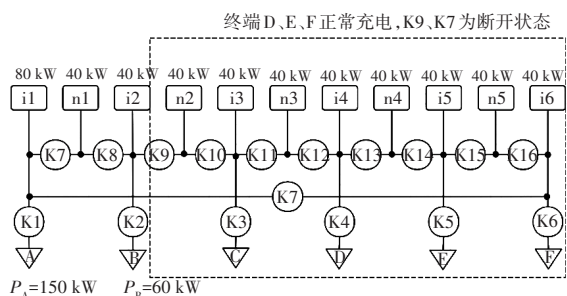 终端D、E、F正常充电,K9、K7为断开状态
80 kW 40 kW 40 kW 40 kW 40 kW 40 kW 40 kW 40 kW 40 kW 40 kW 40 kW
i1 n1 i2 n2 i3 n3 i4 n4 i5 n5 i6
K7 K8 K9 K10 K11 K12 K13 K14 K15 K16
K7
K1 K2 K3 K4 K5 K6
A B C D E F
P_A=150 kW P_B=60 kW